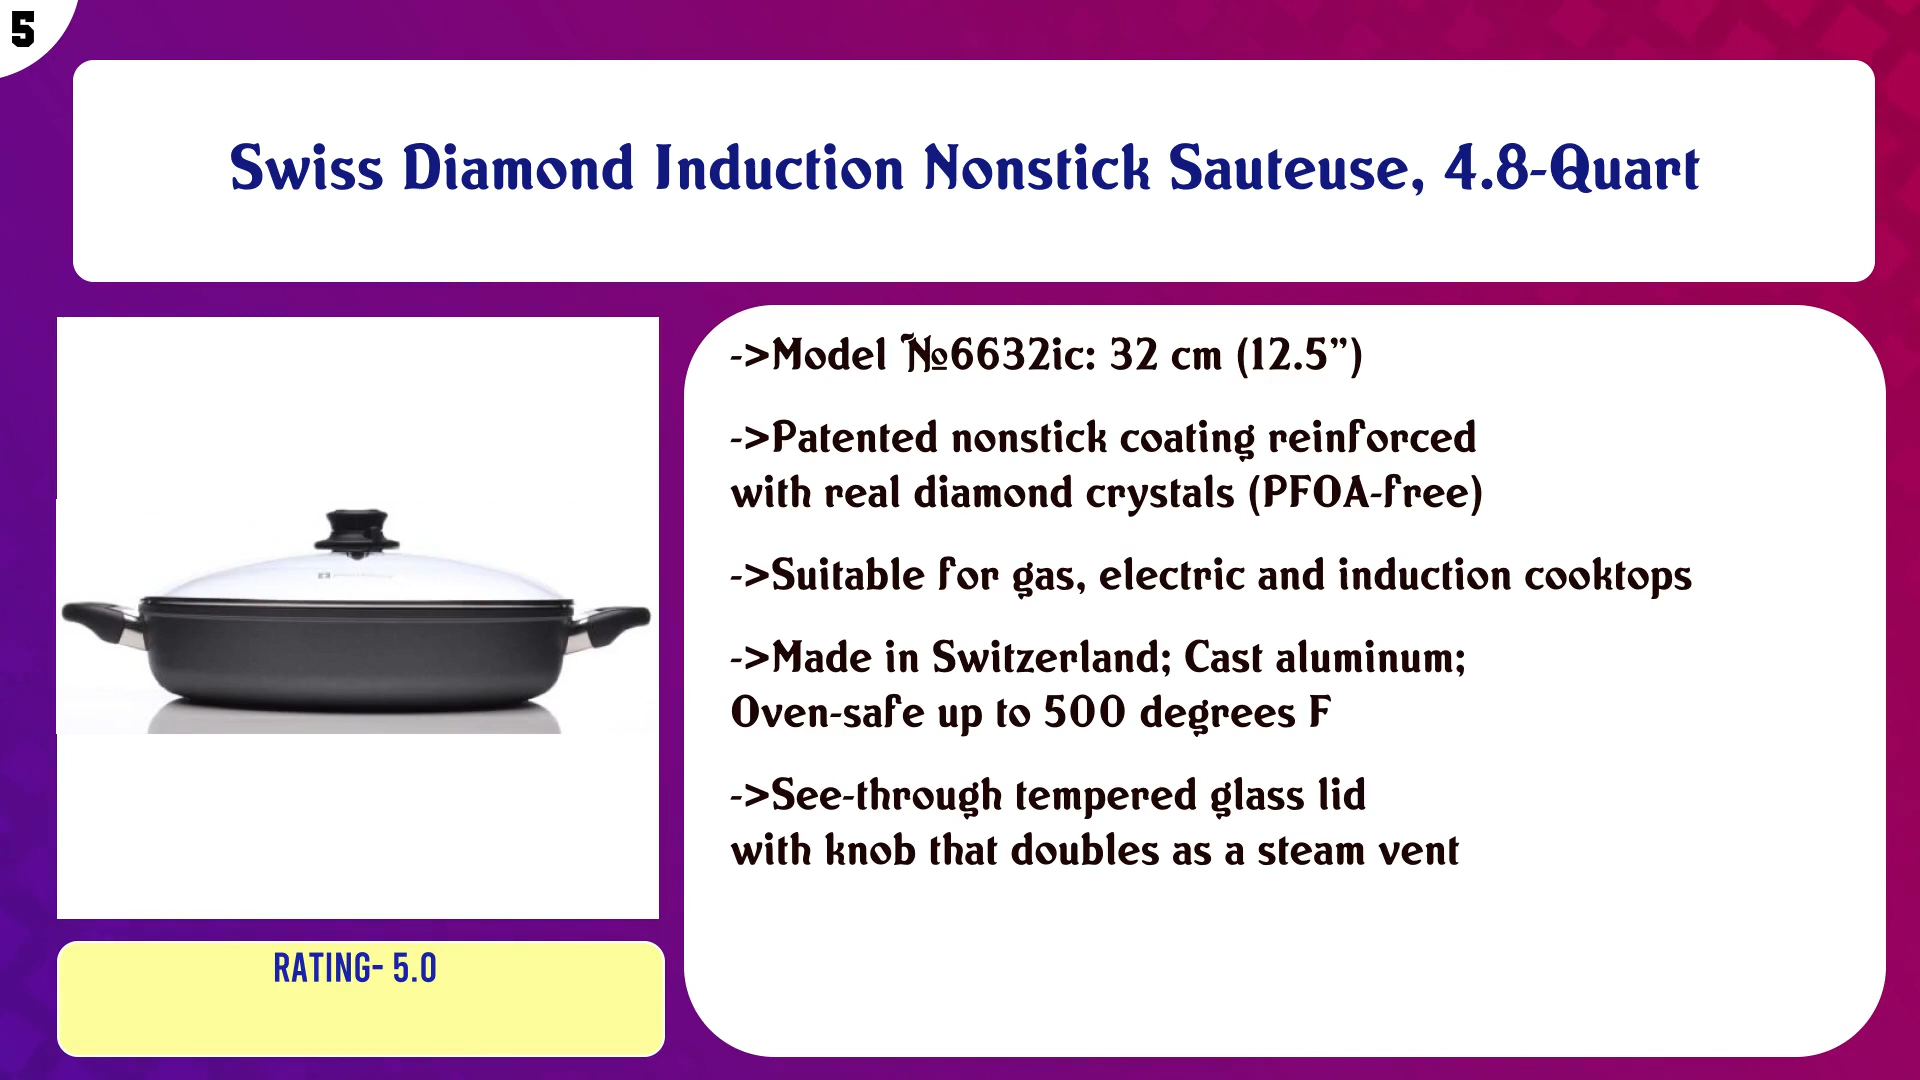 5
Swiss Diamond Induction Nonstick Sauteuse, 4.8-Quart
->Model №6632ic: 32 cm (12.5”)
->Patented nonstick coating reinforced
with real diamond crystals (PFOA-free)
->Suitable for gas, electric and induction cooktops
->Made in Switzerland; Cast aluminum;
Oven-safe up to 500 degrees F
->See-through tempered glass lid
with knob that doubles as a steam vent
RATING- 5.0